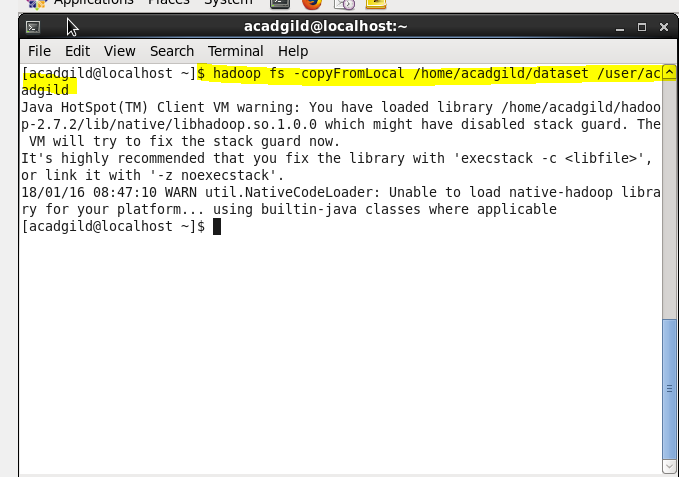 Applications Places System
acadgild@localhost:~
File Edit View Search Terminal Help
[acadgild@localhost ~]$ hadoop fs -copyFromLocal /home/acadgild/dataset /user/ac
adgild
Java HotSpot(TM) Client VM warning: You have loaded library /home/acadgild/hadoo
p-2.7.2/lib/native/libhadoop.so.1.0.0 which might have disabled stack guard. The
 VM will try to fix the stack guard now.
It's highly recommended that you fix the library with 'execstack -c <libfile>',
or link it with '-z noexecstack'.
18/01/16 08:47:10 WARN util.NativeCodeLoader: Unable to load native-hadoop libra
ry for your platform... using builtin-java classes where applicable
[acadgild@localhost ~]$